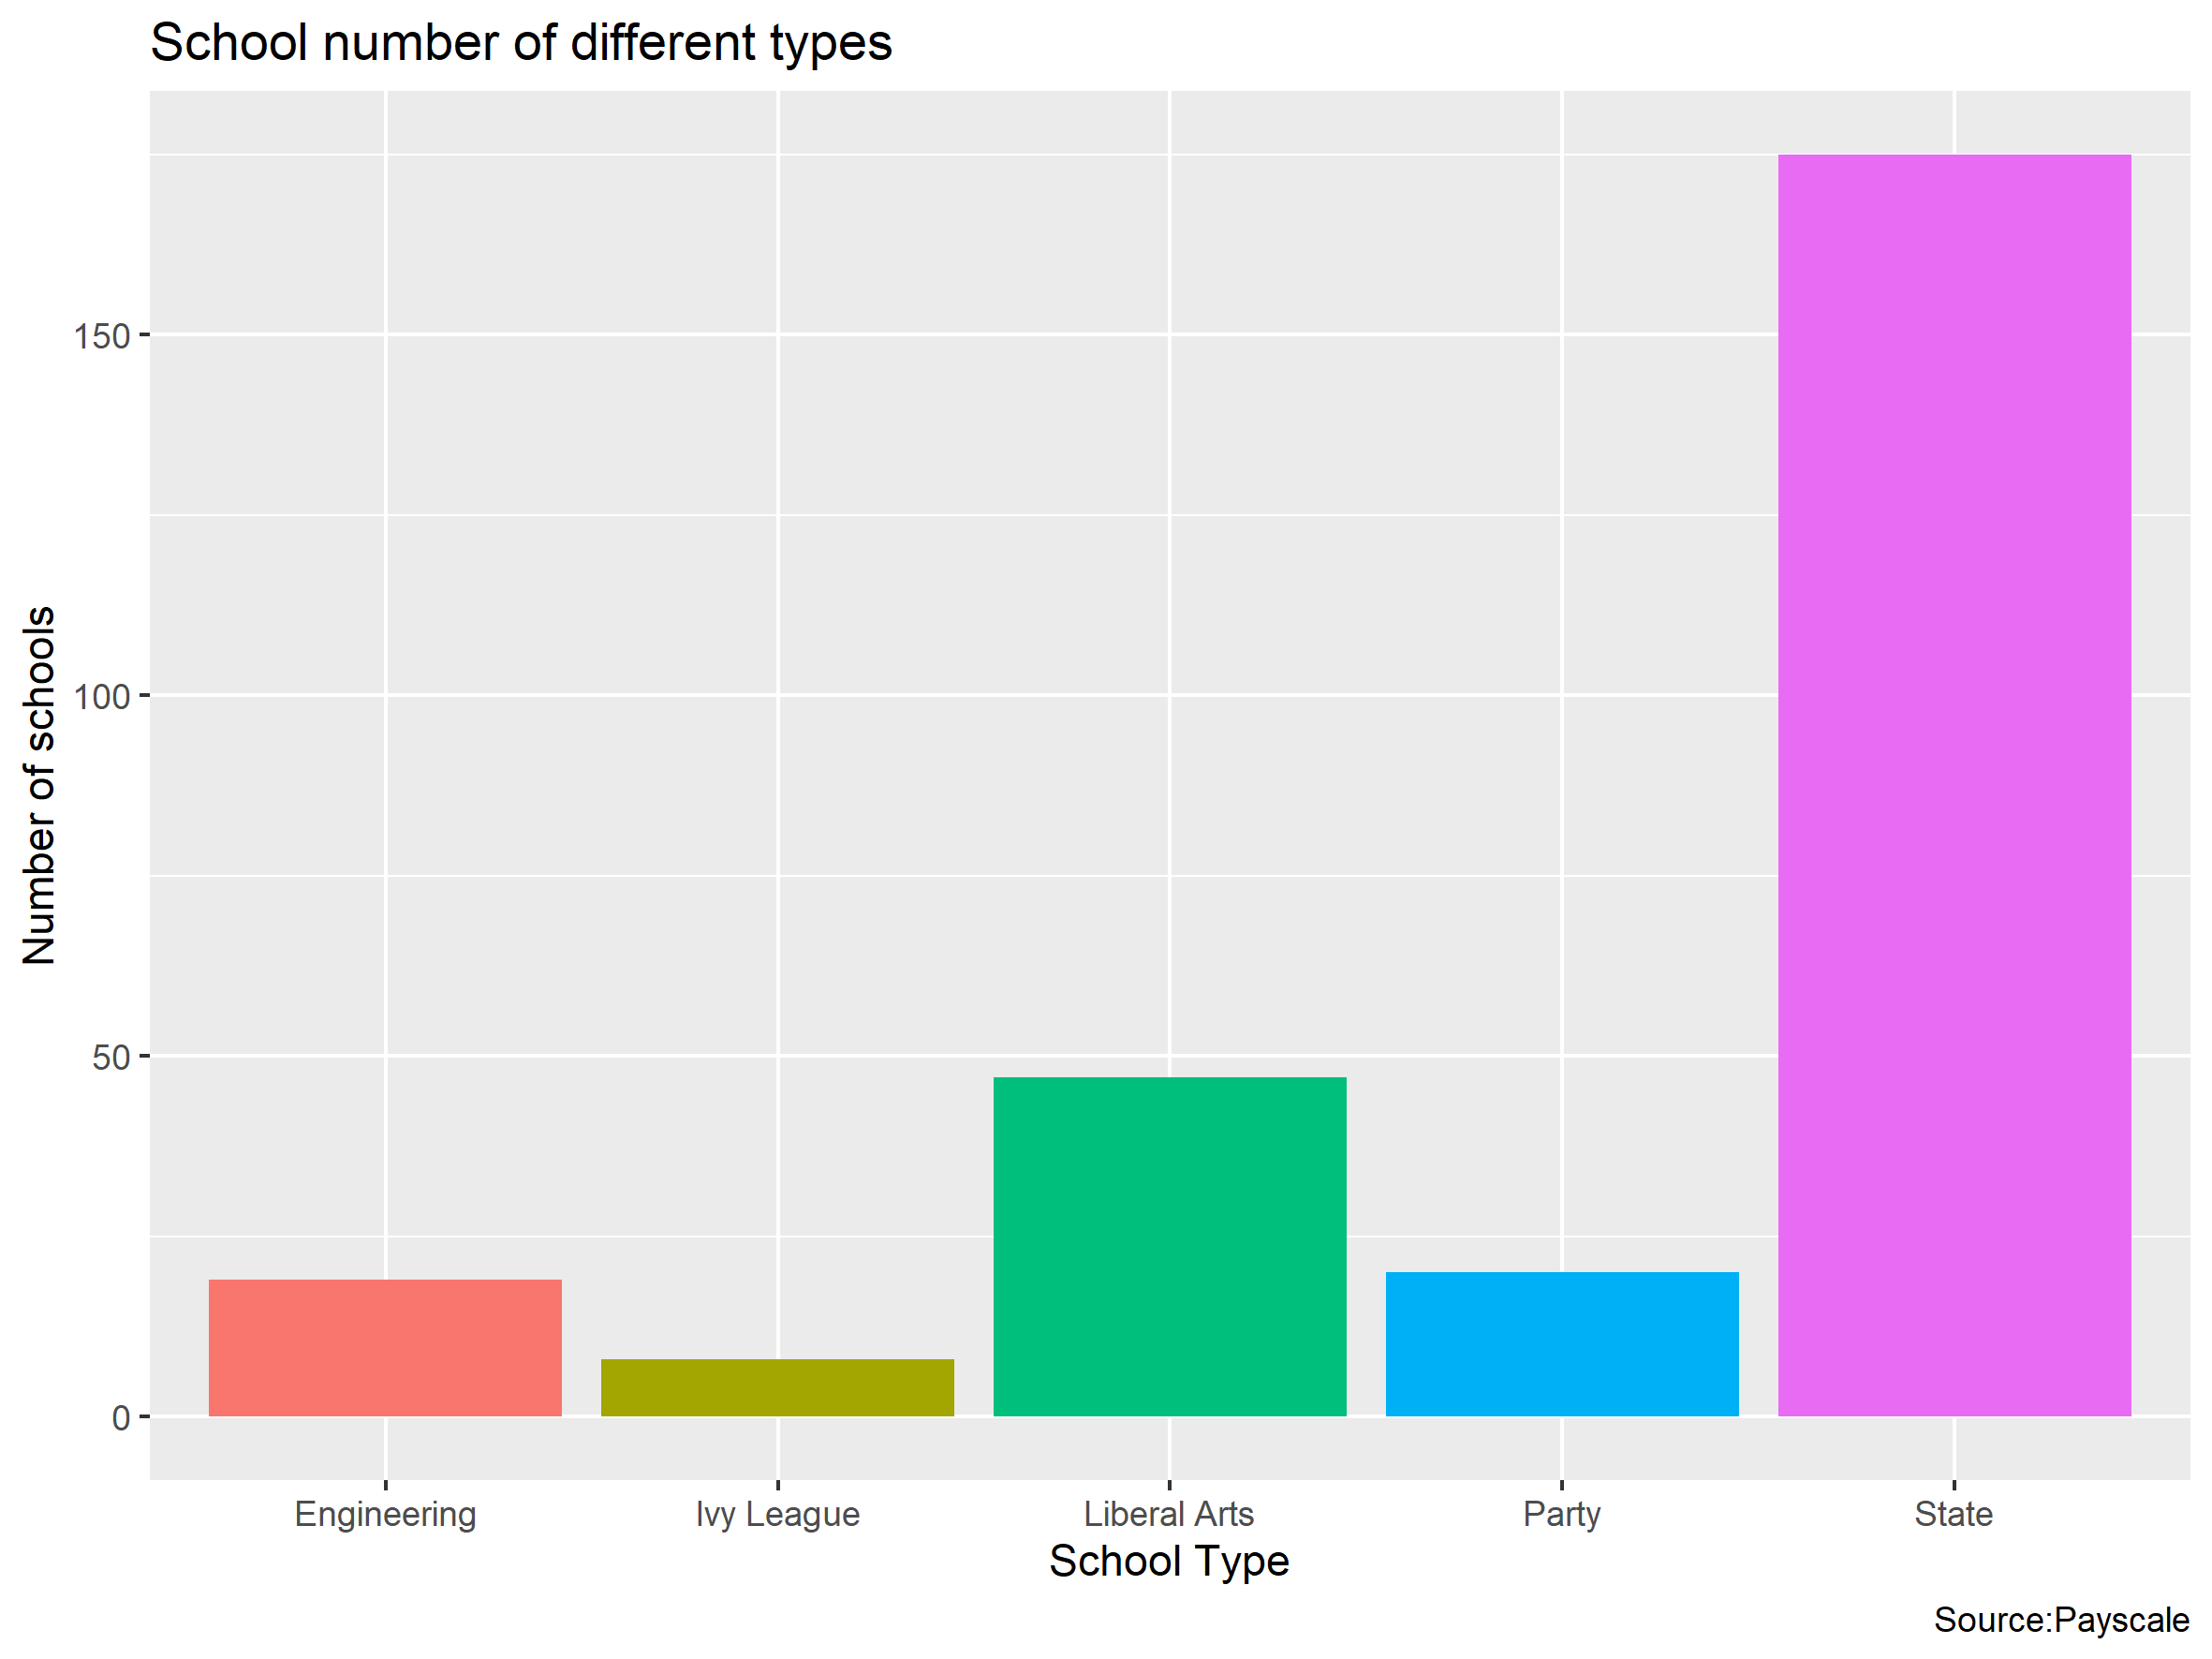 School number of different types
Number of schools
150
100
50
0
Engineering
Ivy League
Liberal Arts
Party
State
School Type
Source:Payscale